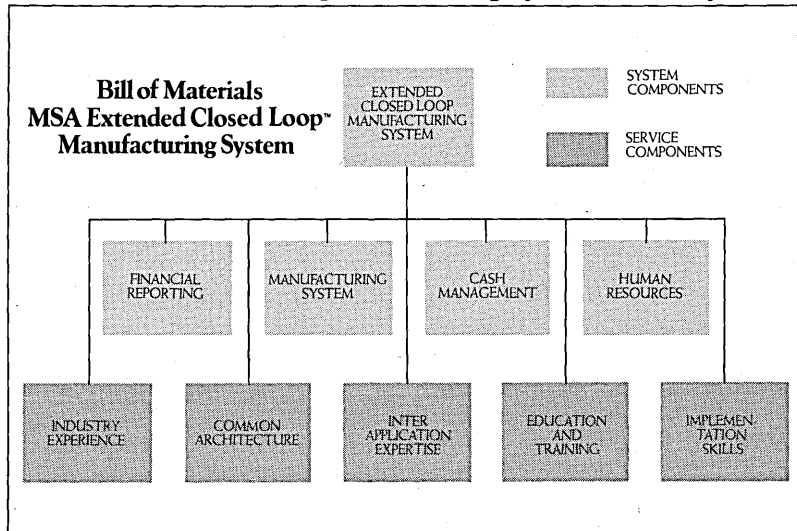 Bill of Materials
MSA Extended Closed Loop™
Manufacturing System
EXTENDED
CLOSED LOOP
MANUFACTURING
SYSTEM
SYSTEM
COMPONENTS
SERVICE
COMPONENTS
FINANCIAL
REPORTING
MANUFACTURING
SYSTEM
CASH
MANAGEMENT
HUMAN
RESOURCES
INDUSTRY
EXPERIENCE
COMMON
ARCHITECTURE
INTER
APPLICATION
EXPERTISE
EDUCATION
AND
TRAINING
IMPLEMEN-
TATION
SKILLS